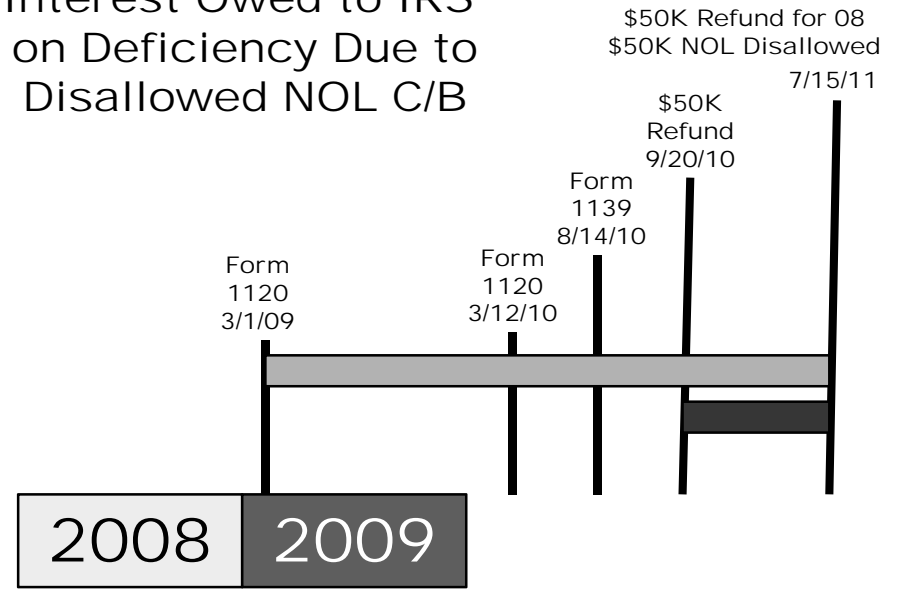 Interest Owed to IRS
on Deficiency Due to
Disallowed NOL C/B
$50K Refund for 08
$50K NOL Disallowed
7/15/11
$50K
Refund
9/20/10
Form
1139
8/14/10
Form
1120
3/12/10
Form
1120
3/1/09
2008
2009